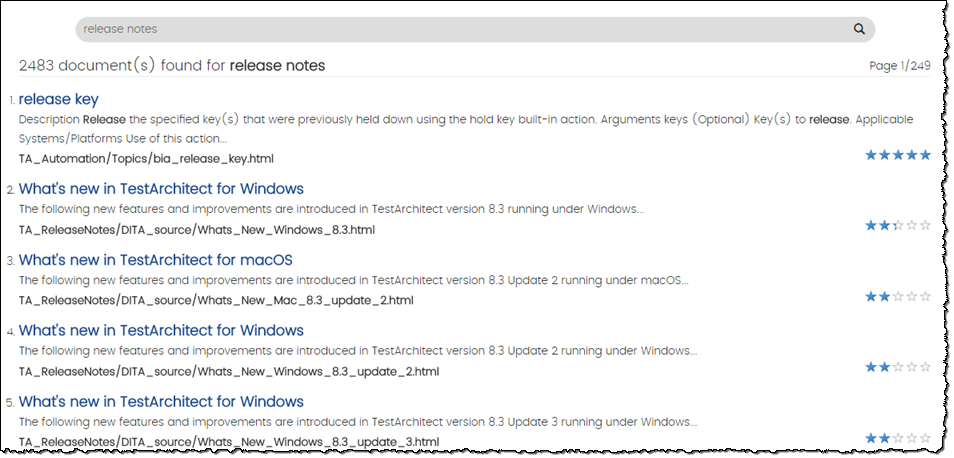 release notes
2483 document(s) found for release notes Page 1/249
1. release key
Description Release the specified key(s) that were previously held down using the hold key built-in action. Arguments keys (Optional) Key(s) to release. Applicable
Systems/Platforms Use of this action...
TA_Automation/Topics/bia_release_key.html
2. What's new in TestArchitect for Windows
The following new features and improvements are introduced in TestArchitect version 8.3 running under Windows...
TA_ReleaseNotes/DITA_source/Whats_New_Windows_8.3.html
3. What's new in TestArchitect for macOS
The following new features and improvements are introduced in TestArchitect version 8.3 Update 2 running under macOS...
TA_ReleaseNotes/DITA_source/Whats_New_Mac_8.3_update_2.html
4. What's new in TestArchitect for Windows
The following new features and improvements are introduced in TestArchitect version 8.3 Update 2 running under Windows...
TA_ReleaseNotes/DITA_source/Whats_New_Windows_8.3_update_2.html
5. What's new in TestArchitect for Windows
The following new features and improvements are introduced in TestArchitect version 8.3 Update 3 running under Windows...
TA_ReleaseNotes/DITA_source/Whats_New_Windows_8.3_update_3.html